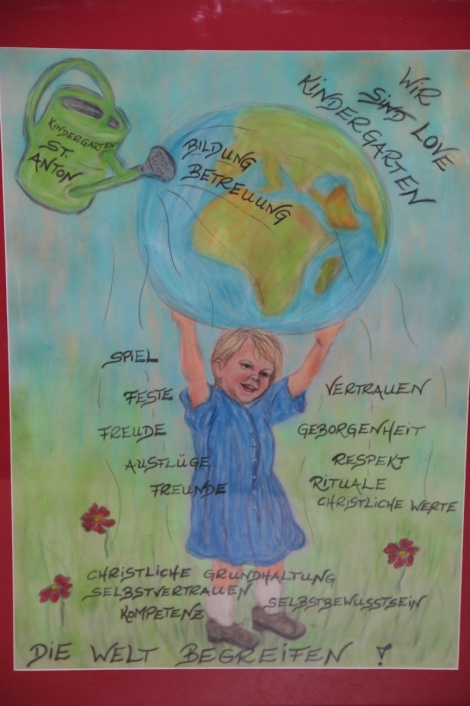 KINDERGARTEN
ST.
ANTON
WIR
SIND LOVE
KINDERGARTEN
BILDUNG
BETREUUNG
SPIEL
FESTE
FREUDE
AUSFLÜGE
FREUNDE
VERTRAUEN
GEBORGENHEIT
RESPEKT
RITUALE
CHRISTLICHE WERTE
CHRISTLICHE GRUNDHALTUNG
SELBSTVERTRAUEN
KOMPETENZ
SELBSTBEWUSSTSEIN
DIE WELT BEGREIFEN !